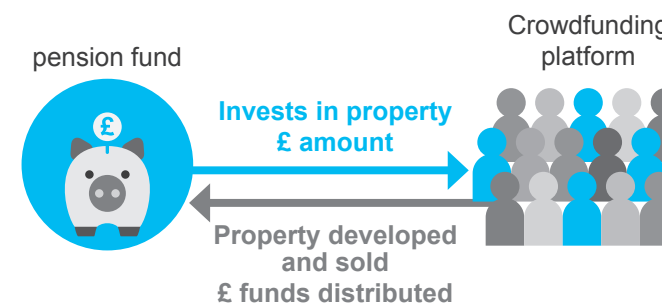 pension fund
Crowdfunding
platform
£
Invests in property
£ amount
Property developed
and sold
£ funds distributed